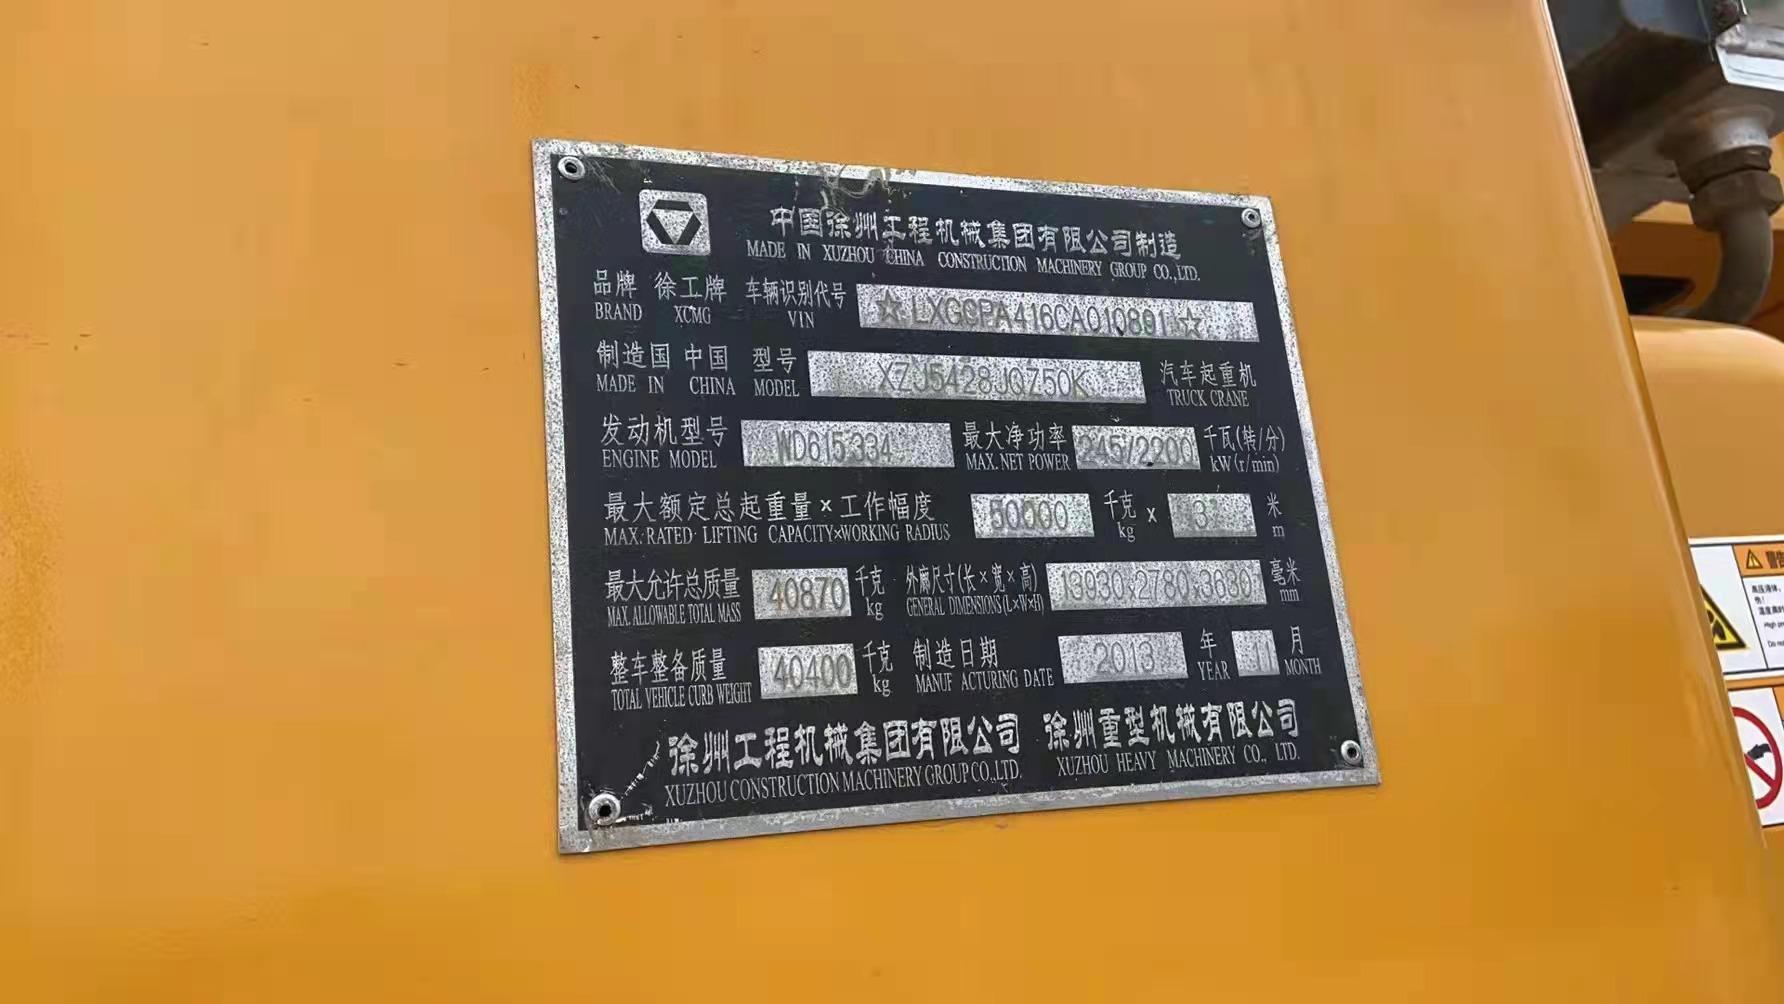 中国徐州工程机械集团有限公司制造
MADE IN XUZHOU CHINA CONSTRUCTION MACHINERY GROUP CO.,LTD.
品牌 徐工牌 车辆识别代号 ☆LXGCPA416CA010891☆
BRAND XCMG VIN
制造国 中国 型号 XZJ5428JQZ50K 汽车起重机
MADE IN CHINA MODEL TRUCK CRANE
发动机型号 WD615.334 最大净功率 245/2200 千瓦(转/分)
ENGINE MODEL MAX. NET POWER kW(r/min)
最大额定总起重量×工作幅度 50000 千克 x 3 米
MAX. RATED LIFTING CAPACITY×WORKING RADIUS kg m
最大允许总质量 40870 千克 外廓尺寸(长×宽×高) 13930x2780x3630 毫米
MAX. ALLOWABLE TOTAL MASS kg GENERAL DIMENSIONS(L×W×H) mm
整车整备质量 40400 千克 制造日期 2013 年 11 月
TOTAL VEHICLE CURB WEIGHT kg MANUFACTURING DATE YEAR MONTH
徐州工程机械集团有限公司 徐州重型机械有限公司
XUZHOU CONSTRUCTION MACHINERY GROUP CO.,LTD. XUZHOU HEAVY MACHINERY CO., LTD.
警告
高压液体,